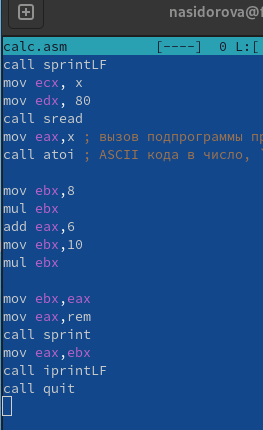 nasidorova@
calc.asm [----] 0 L:[
call sprintLF
mov ecx, x
mov edx, 80
call sread
mov eax,x ; вызов подпрограммы
call atoi ; ASCII кода в число,
mov ebx,8
mul ebx
add eax,6
mov ebx,10
mul ebx
mov ebx,eax
mov eax,rem
call sprint
mov eax,ebx
call iprintLF
call quit